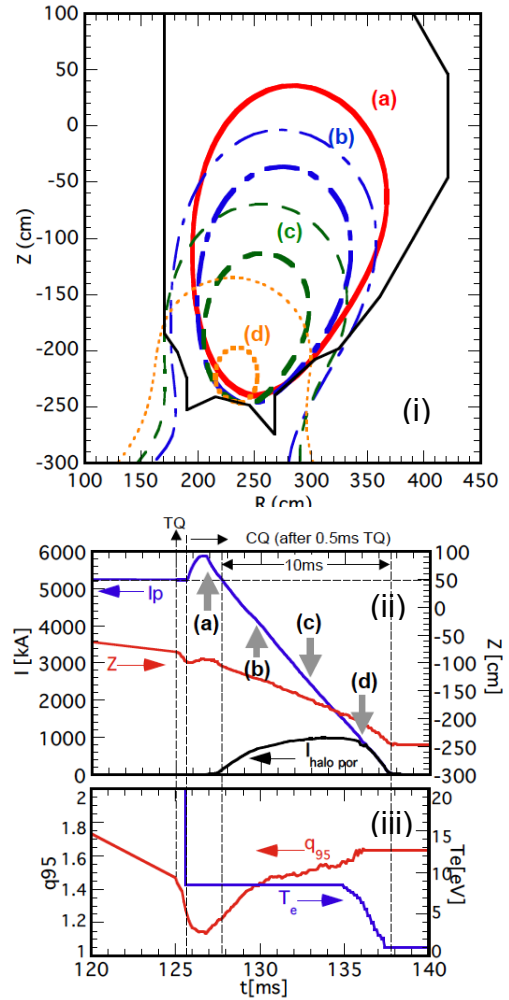 100
50
0
-50
-100
-150
-200
-250
-300
Z (cm)
(a)
(b)
(c)
(d)
(i)
100 150 200 250 300 350 400 450
R (cm)
TQ
CQ (after 0.5ms TQ)
10ms
6000
5000
4000
3000
2000
1000
0
I [kA]
100
50
0
-50
-100
-150
-200
-250
-300
Z [cm]
Ip
Z
(ii)
(a)
(b)
(c)
(d)
I halo por
2
1.8
1.6
1.4
1.2
1
q95
20
15
10
5
0
Te[eV]
(iii)
q95
T_e
120 125 130 135 140
t[ms]